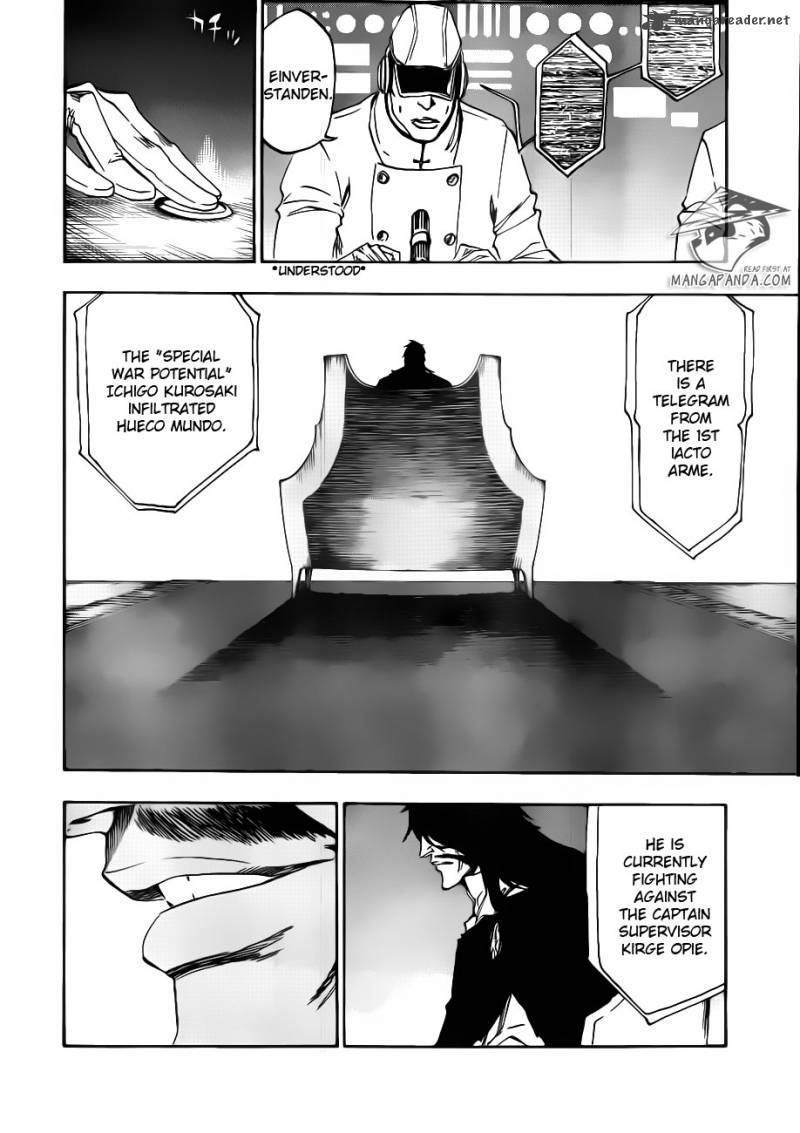 mangareader.net
カチッ
EINVER-
STANDEN.
*UNDERSTOOD*
READ FIRST AT
MANGAPANDA.COM
THERE
IS A
TELEGRAM
FROM
THE 1ST
IACTO
ARME.
THE "SPECIAL
WAR POTENTIAL"
ICHIGO KUROSAKI
INFILTRATED
HUECO MUNDO.
HE IS
CURRENTLY
FIGHTING
AGAINST
THE CAPTAIN
SUPERVISOR
KIRGE OPIE.